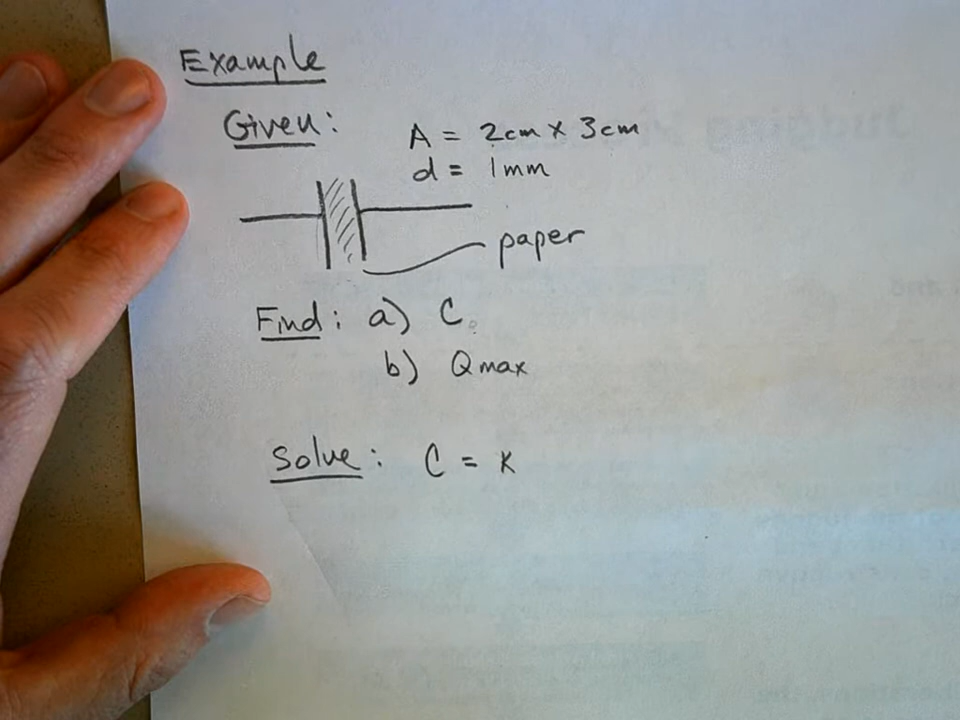 Example
Given: A = 2cm x 3cm
d = 1mm
paper
Find: a) C
b) Qmax
Solve: C = K